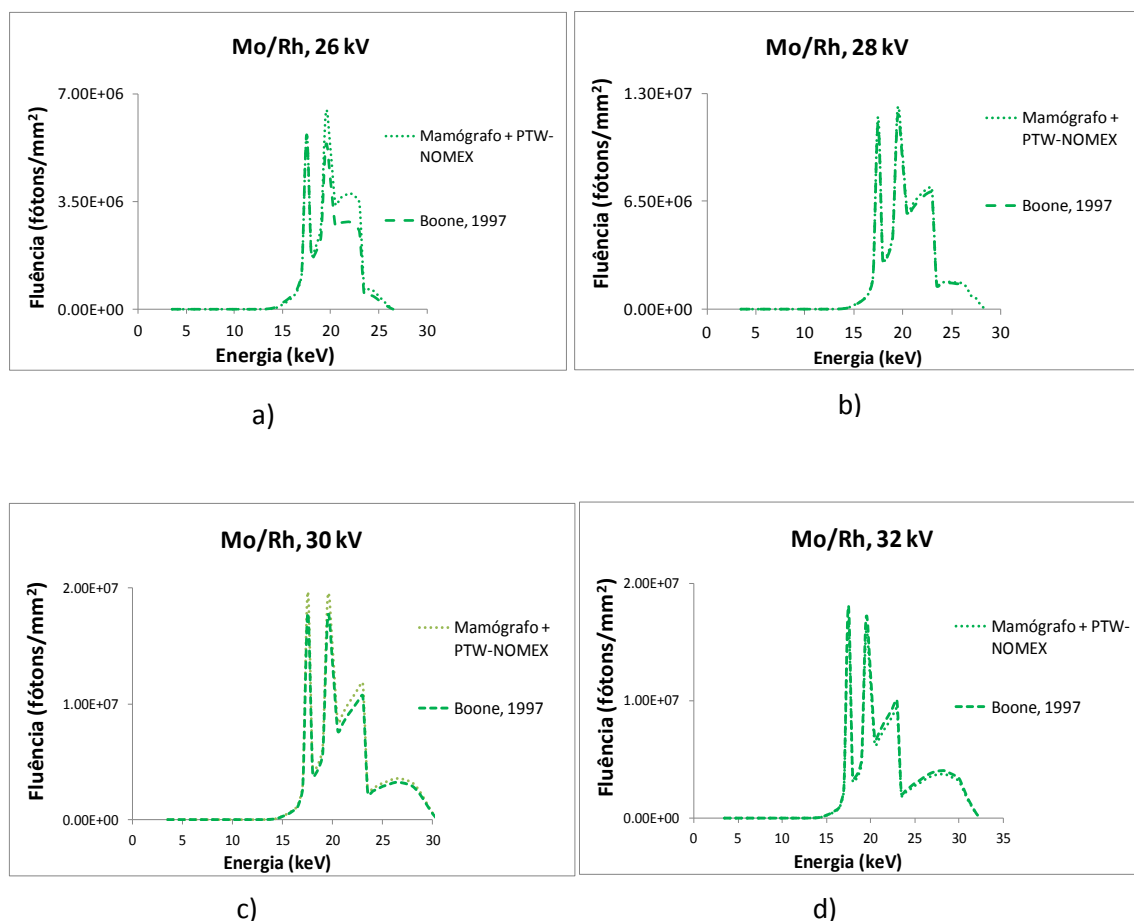 Mo/Rh, 26 kV
Fluência (fótons/mm²)
7.00E+06
3.50E+06
0.00E+00
0 5 10 15 20 25 30
Energia (keV)
Mamógrafo + PTW-
NOMEX
Boone, 1997
a)
Mo/Rh, 28 kV
Fluência (fótons/mm²)
1.30E+07
6.50E+06
0.00E+00
0 5 10 15 20 25 30
Energia (keV)
Mamógrafo +
PTW-NOMEX
Boone, 1997
b)
Mo/Rh, 30 kV
Fluência (fótons/mm²)
2.00E+07
1.00E+07
0.00E+00
0 5 10 15 20 25 30
Energia (keV)
Mamógrafo +
PTW-NOMEX
Boone, 1997
c)
Mo/Rh, 32 kV
Fluência (fótons/mm²)
2.00E+07
1.00E+07
0.00E+00
0 5 10 15 20 25 30 35
Energia (keV)
Mamógrafo + PTW-
NOMEX
Boone, 1997
d)